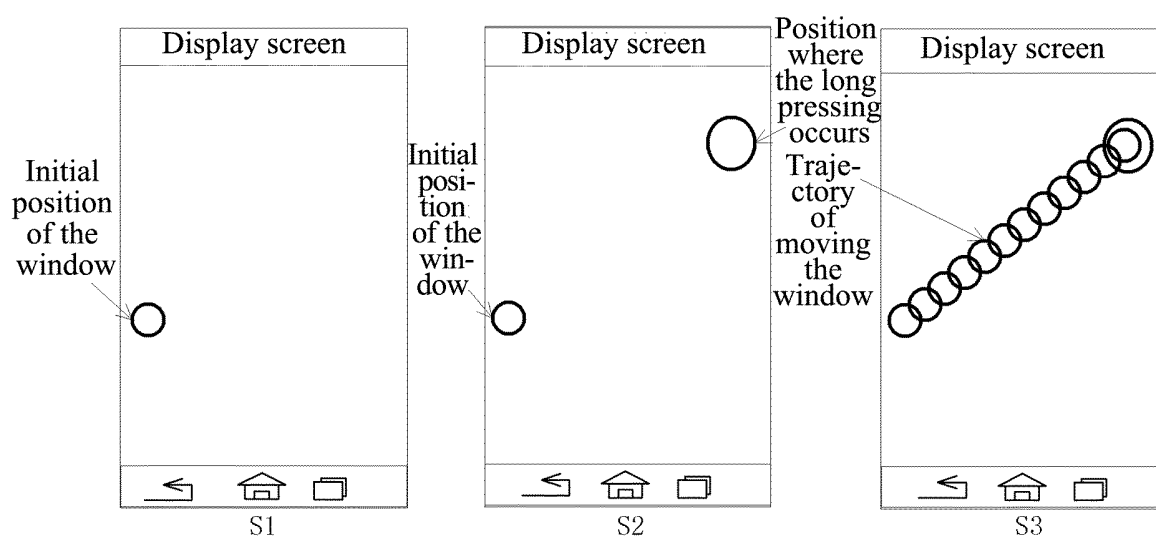 Display screen
Initial
position
of the
window
S1
Display screen
Initial
posi-
tion
of the
win-
dow
S2
Position
where
the long
pressing
occurs
Traje-
ctory
of
moving
the
window
Display screen
S3